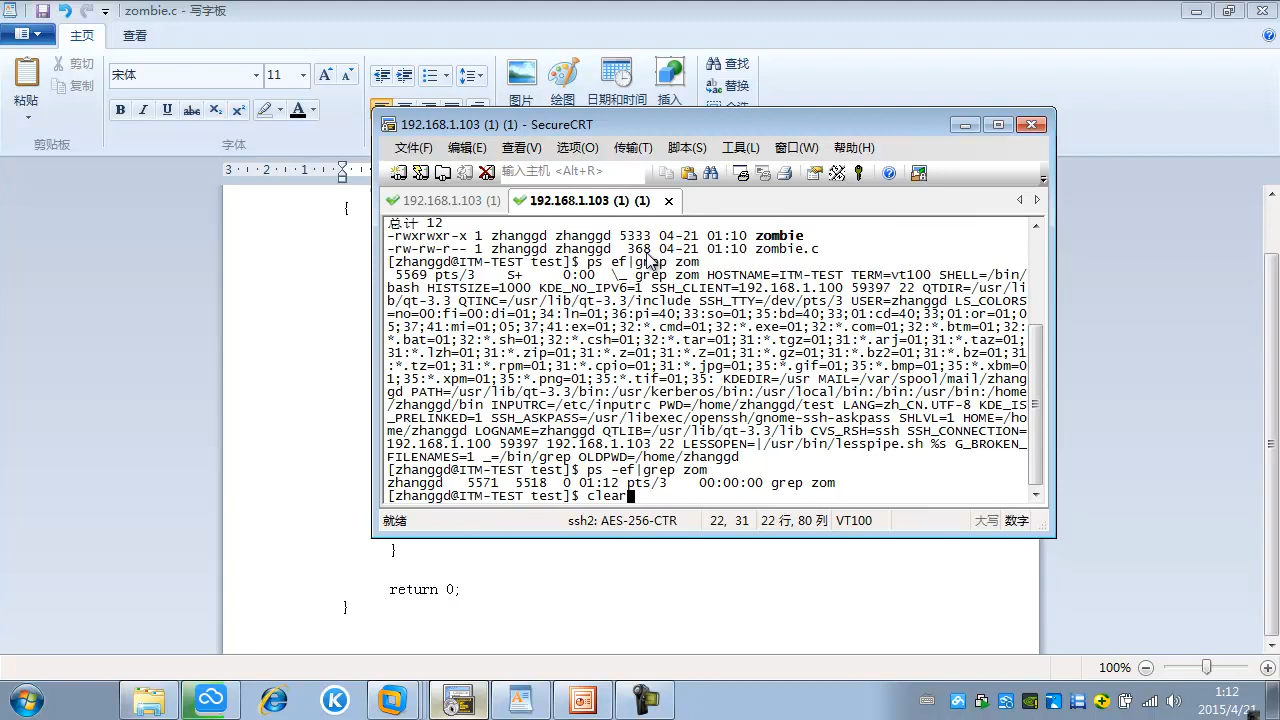 zombie.c - 写字板
主页
查看
粘贴
剪切
复制
宋体
11
图片
绘图
日期和时间
插入
查找
替换
剪贴板
字体
3 2 1
{
192.168.1.103 (1) (1) - SecureCRT
文件(F)
编辑(E)
查看(V)
选项(O)
传输(T)
脚本(S)
工具(L)
窗口(W)
帮助(H)
输入主机 <Alt+R>
192.168.1.103 (1)
192.168.1.103 (1) (1)
总计 12
-rwxrwxr-x 1 zhanggd zhanggd 5333 04-21 01:10 zombie
-rw-rw-r-- 1 zhanggd zhanggd  368 04-21 01:10 zombie.c
[zhanggd@ITM-TEST test]$ ps ef|grep zom
 5569 pts/3    S+     0:00  \_ grep zom HOSTNAME=ITM-TEST TERM=vt100 SHELL=/bin/
bash HISTSIZE=1000 KDE_NO_IPV6=1 SSH_CLIENT=192.168.1.100 59397 22 QTDIR=/usr/li
b/qt-3.3 QTINC=/usr/lib/qt-3.3/include SSH_TTY=/dev/pts/3 USER=zhanggd LS_COLORS
=no=00:fi=00:di=01;34:ln=01;36:pi=40;33:so=01;35:bd=40;33;01:cd=40;33;01:or=01;0
5;37;41:mi=01;05;37;41:ex=01;32:*.cmd=01;32:*.exe=01;32:*.com=01;32:*.btm=01;32:
*.bat=01;32:*.sh=01;32:*.csh=01;32:*.tar=01;31:*.tgz=01;31:*.arj=01;31:*.taz=01;
31:*.lzh=01;31:*.zip=01;31:*.z=01;31:*.z=01;31:*.gz=01;31:*.bz2=01;31:*.bz=01;31
:*.tz=01;31:*.rpm=01;31:*.cpio=01;31:*.jpg=01;35:*.gif=01;35:*.bmp=01;35:*.xbm=0
1;35:*.xpm=01;35:*.png=01;35:*.tif=01;35: KDEDIR=/usr MAIL=/var/spool/mail/zhang
gd PATH=/usr/lib/qt-3.3/bin:/usr/kerberos/bin:/usr/local/bin:/bin:/usr/bin:/home
/zhanggd/bin INPUTRC=/etc/inputrc PWD=/home/zhanggd/test LANG=zh_CN.UTF-8 KDE_IS
_PRELINKED=1 SSH_ASKPASS=/usr/libexec/openssh/gnome-ssh-askpass SHLVL=1 HOME=/ho
me/zhanggd LOGNAME=zhanggd QTLIB=/usr/lib/qt-3.3/lib CVS_RSH=ssh SSH_CONNECTION=
192.168.1.100 59397 192.168.1.103 22 LESSOPEN=|/usr/bin/lesspipe.sh %s G_BROKEN_
FILENAMES=1 _=/bin/grep OLDPWD=/home/zhanggd
[zhanggd@ITM-TEST test]$ ps -ef|grep zom
zhanggd   5571  5518  0 01:12 pts/3    00:00:00 grep zom
[zhanggd@ITM-TEST test]$ clear
就绪
ssh2: AES-256-CTR
22, 31
22 行, 80 列
VT100
大写
数字
}
return 0;
}
100%
1:12
2015/4/21